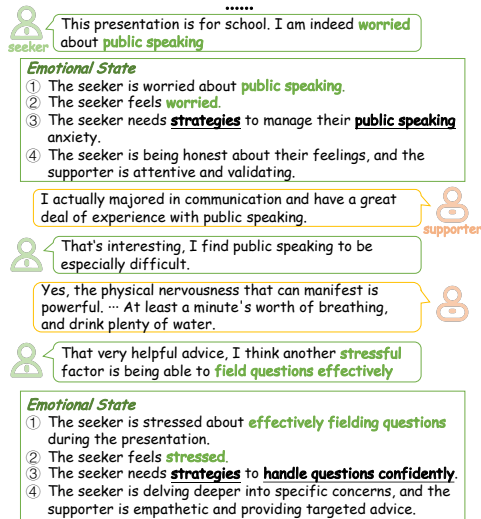 ......
This presentation is for school. I am indeed worried
about public speaking
seeker
Emotional State
① The seeker is worried about public speaking.
② The seeker feels worried.
③ The seeker needs strategies to manage their public speaking
anxiety.
④ The seeker is being honest about their feelings, and the
supporter is attentive and validating.
I actually majored in communication and have a great
deal of experience with public speaking.
supporter
That's interesting, I find public speaking to be
especially difficult.
Yes, the physical nervousness that can manifest is
powerful. ··· At least a minute's worth of breathing,
and drink plenty of water.
That very helpful advice, I think another stressful
factor is being able to field questions effectively
Emotional State
① The seeker is stressed about effectively fielding questions
during the presentation.
② The seeker feels stressed.
③ The seeker needs strategies to handle questions confidently.
④ The seeker is delving deeper into specific concerns, and the
supporter is empathetic and providing targeted advice.